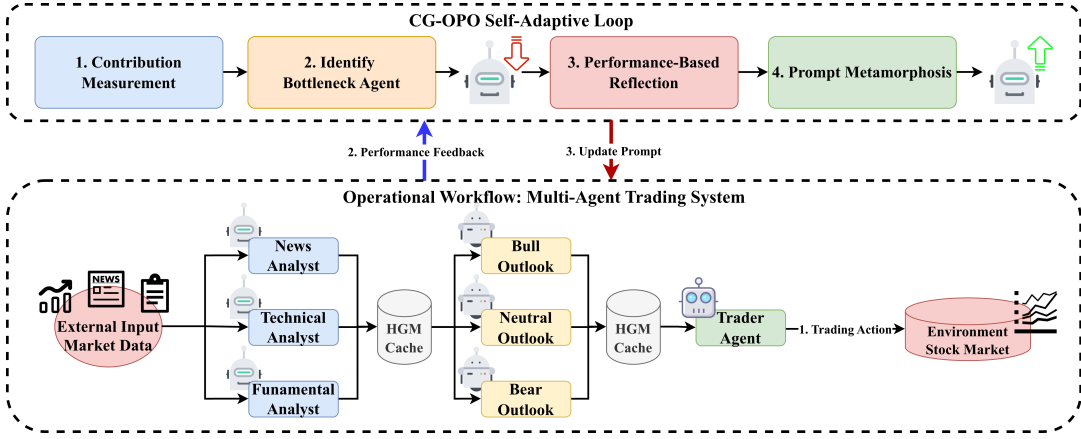 CG-OPO Self-Adaptive Loop
1. Contribution
Measurement
2. Identify
Bottleneck Agent
3. Performance-Based
Reflection
4. Prompt Metamorphosis
2. Performance Feedback
3. Update Prompt
Operational Workflow: Multi-Agent Trading System
NEWS
External Input
Market Data
News
Analyst
Technical
Analyst
Funamental
Analyst
HGM
Cache
Bull
Outlook
Neutral
Outlook
Bear
Outlook
HGM
Cache
Trader
Agent
1. Trading Action
Environment
Stock Market